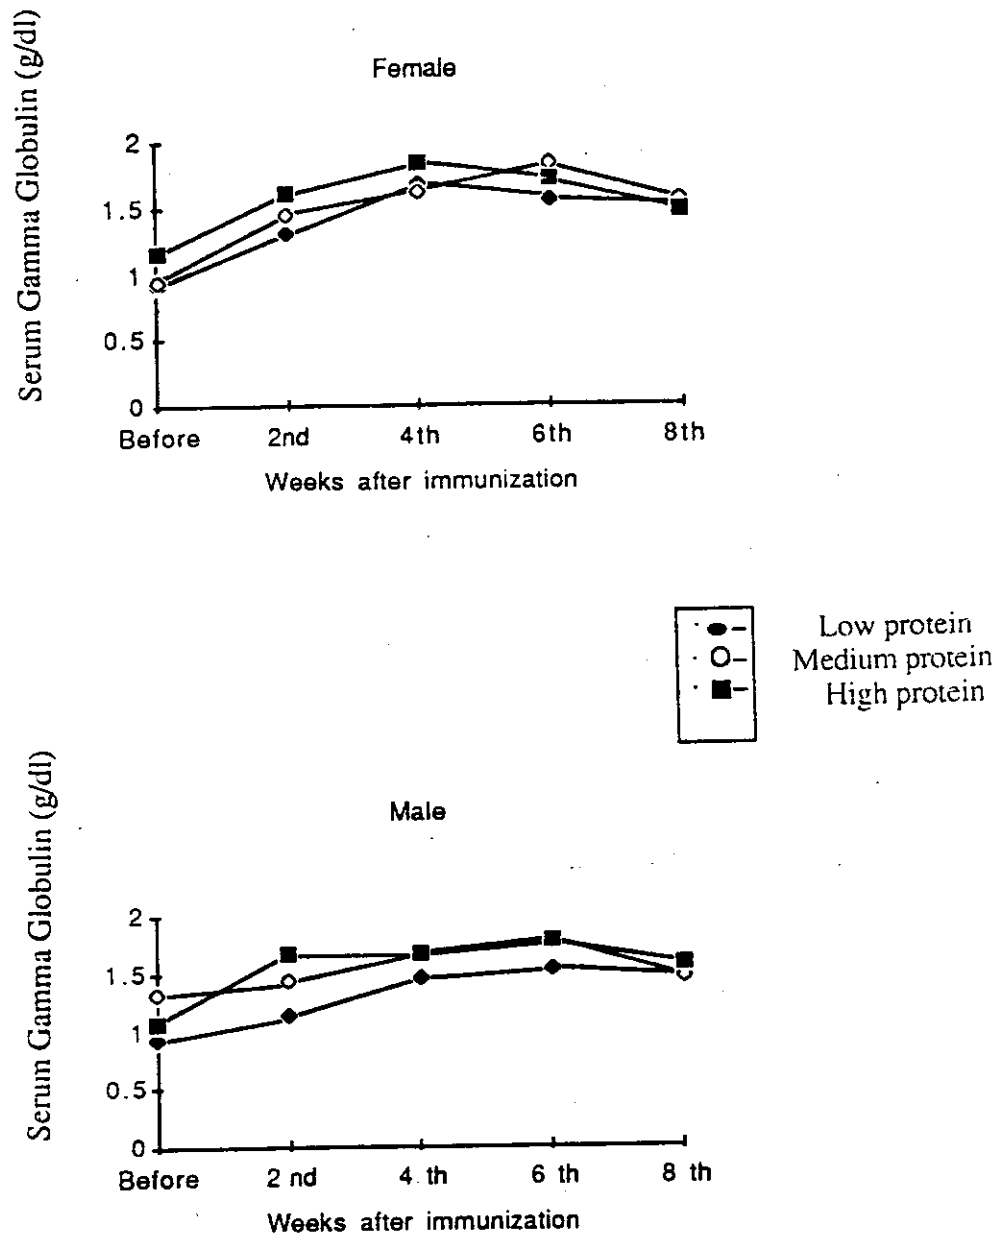 Female
Serum Gamma Globulin (g/dl)
2
1.5
1
0.5
0
Before 2nd 4th 6th 8th
Weeks after immunization
Low protein
Medium protein
High protein
Male
Serum Gamma Globulin (g/dl)
2
1.5
1
0.5
0
Before 2 nd 4 th 6 th 8 th
Weeks after immunization